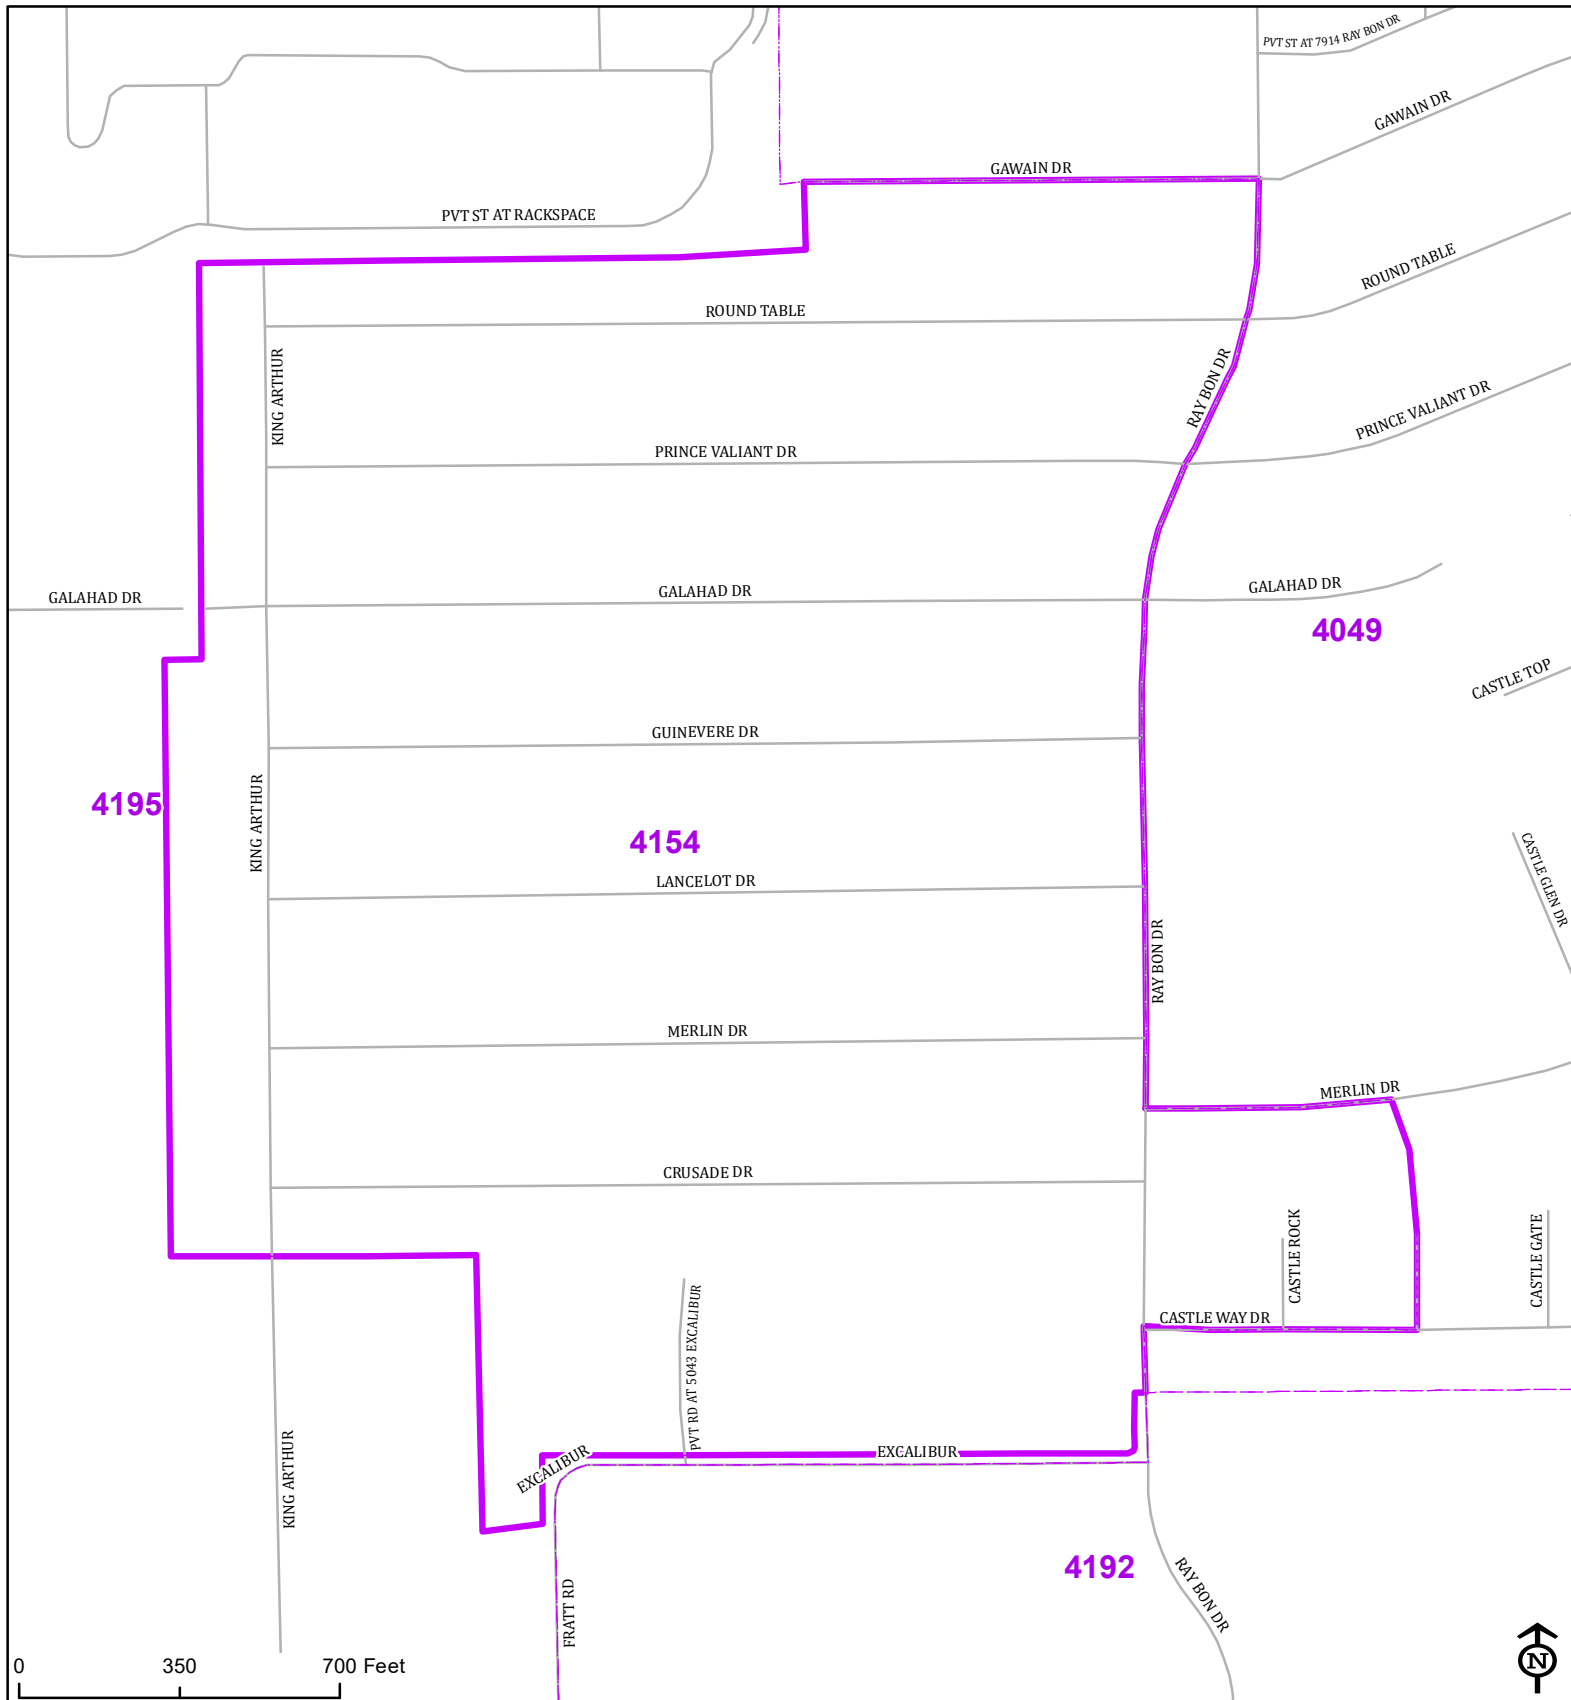 PVT ST AT 7914 RAY BON DR
GAWAIN DR
GAWAIN DR
PVT ST AT RACKSPACE
ROUND TABLE
ROUND TABLE
KING ARTHUR
RAY BON DR
PRINCE VALIANT DR
PRINCE VALIANT DR
GALAHAD DR
GALAHAD DR
GALAHAD DR
4049
CASTLE TOP
GUINEVERE DR
4195
KING ARTHUR
4154
CASTLE GLEN DR
LANCELOT DR
RAY BON DR
MERLIN DR
MERLIN DR
CRUSADE DR
CASTLE ROCK
CASTLE GATE
CASTLE WAY DR
PVT RD AT 5043 EXCALIBUR
EXCALIBUR
EXCALIBUR
KING ARTHUR
4192
RAY BON DR
FRATT RD
0 350 700 Feet
N